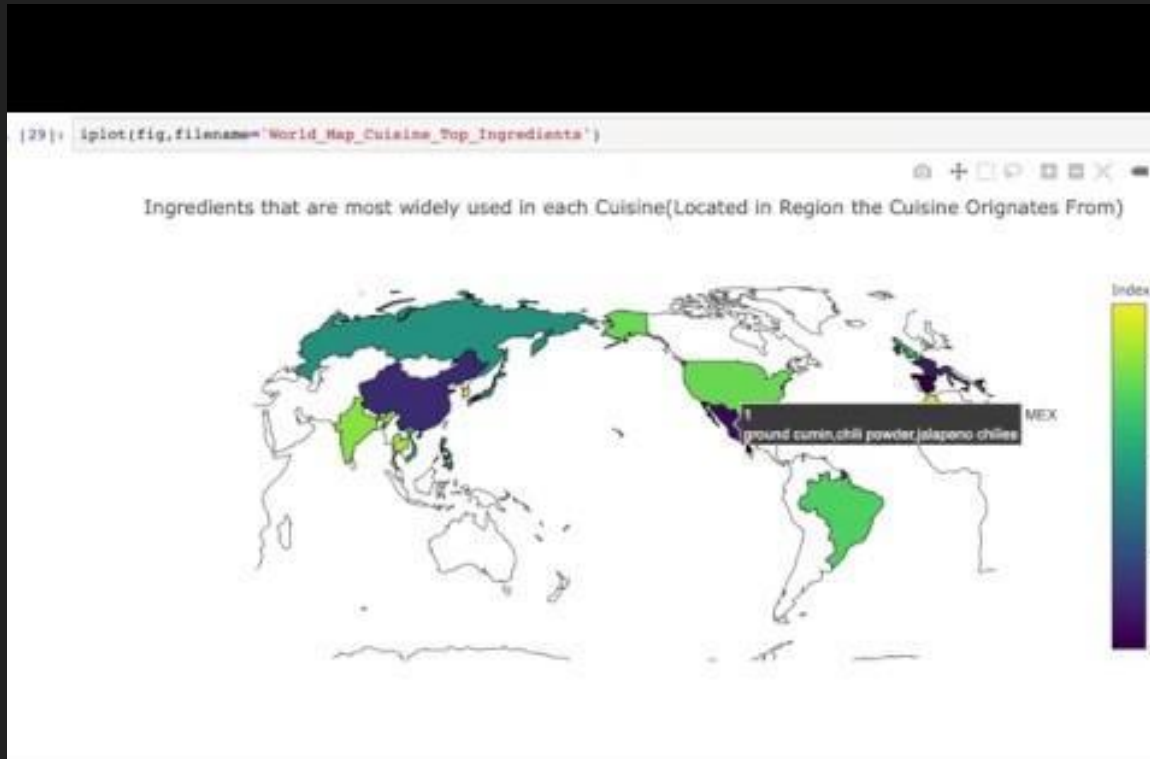 [29]: iplot(fig,filename='World_Map_Cuisine_Top_Ingredients')
Ingredients that are most widely used in each Cuisine(Located in Region the Cuisine Orignates From)
Index
1
MEX
ground cumin,chili powder,jalapeno chilies